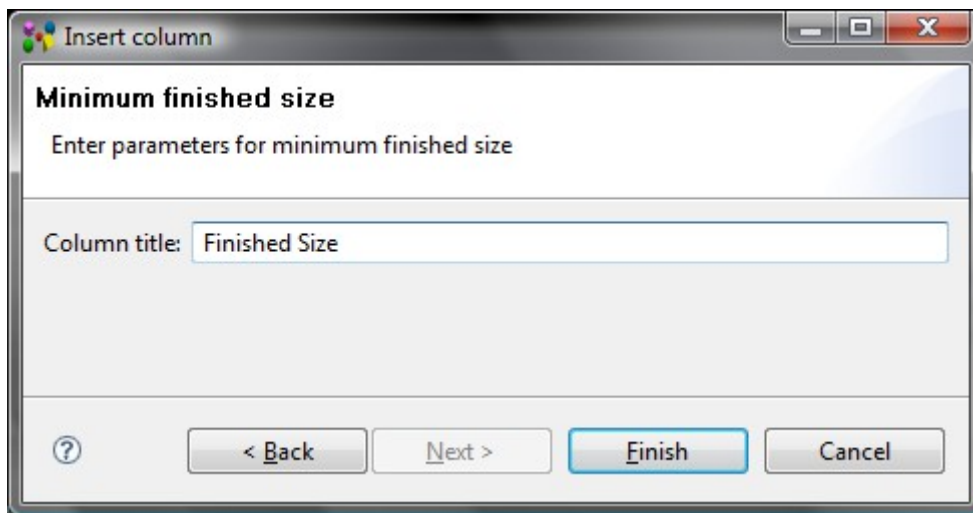 Insert column
Minimum finished size
Enter parameters for minimum finished size
Column title: Finished Size
< Back Next > Finish Cancel